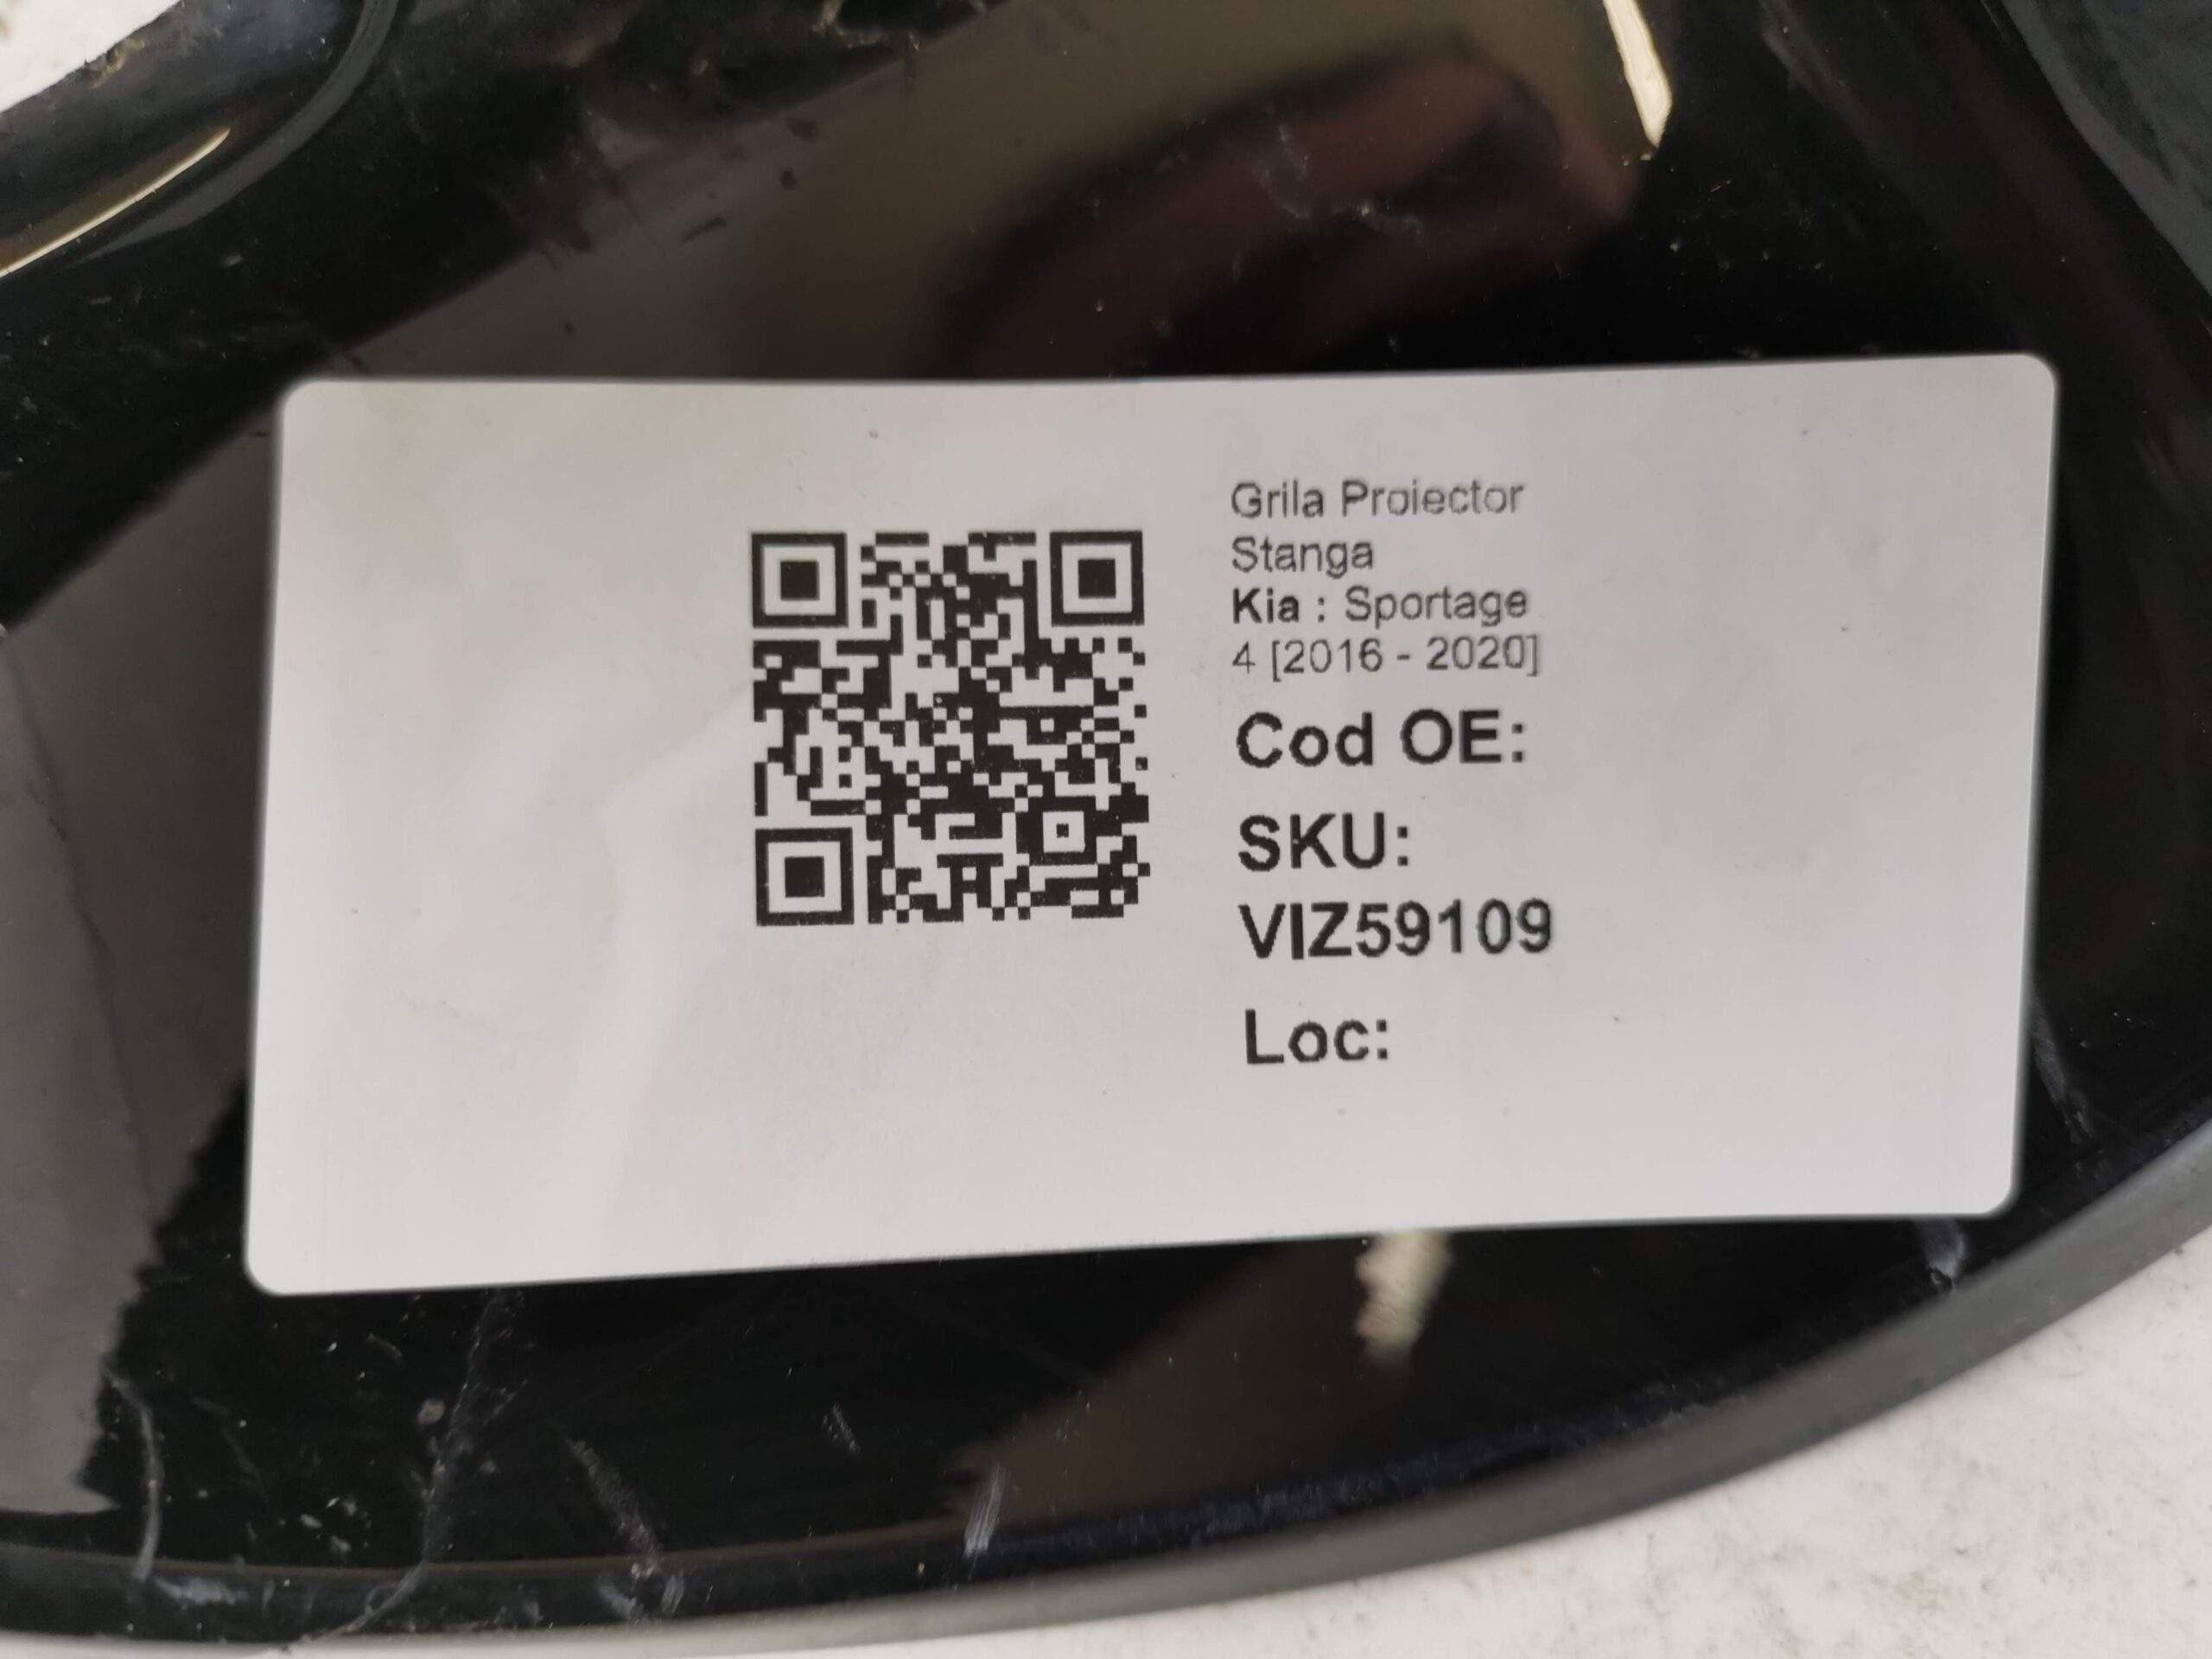 Grila Proiector
Stanga
Kia : Sportage
4 [2016 - 2020]
Cod OE:
SKU:
VIZ59109
Loc: